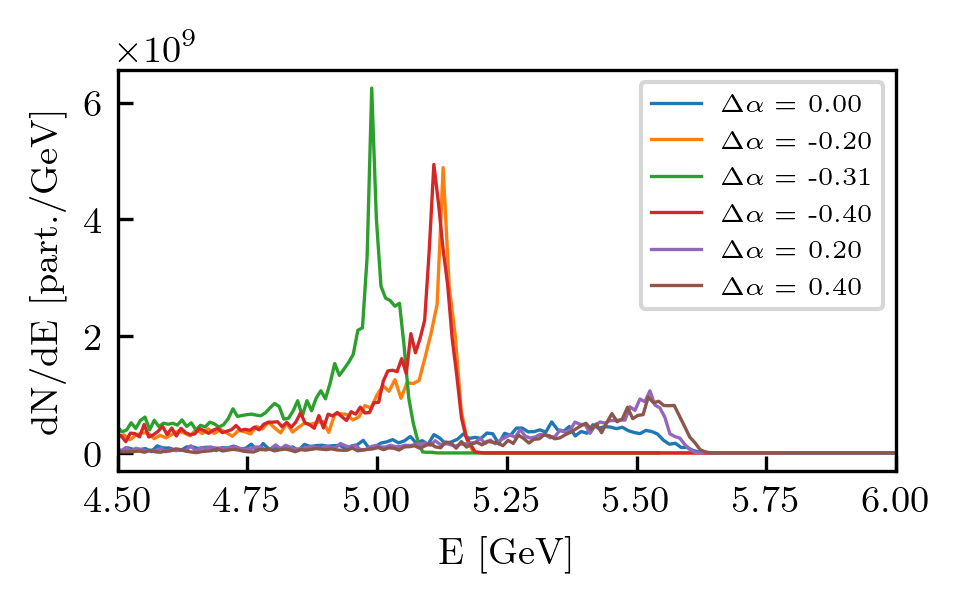 ×10⁹
dN/dE [part./GeV]
6
4
2
0
Δα = 0.00
Δα = -0.20
Δα = -0.31
Δα = -0.40
Δα = 0.20
Δα = 0.40
4.50 4.75 5.00 5.25 5.50 5.75 6.00
E [GeV]